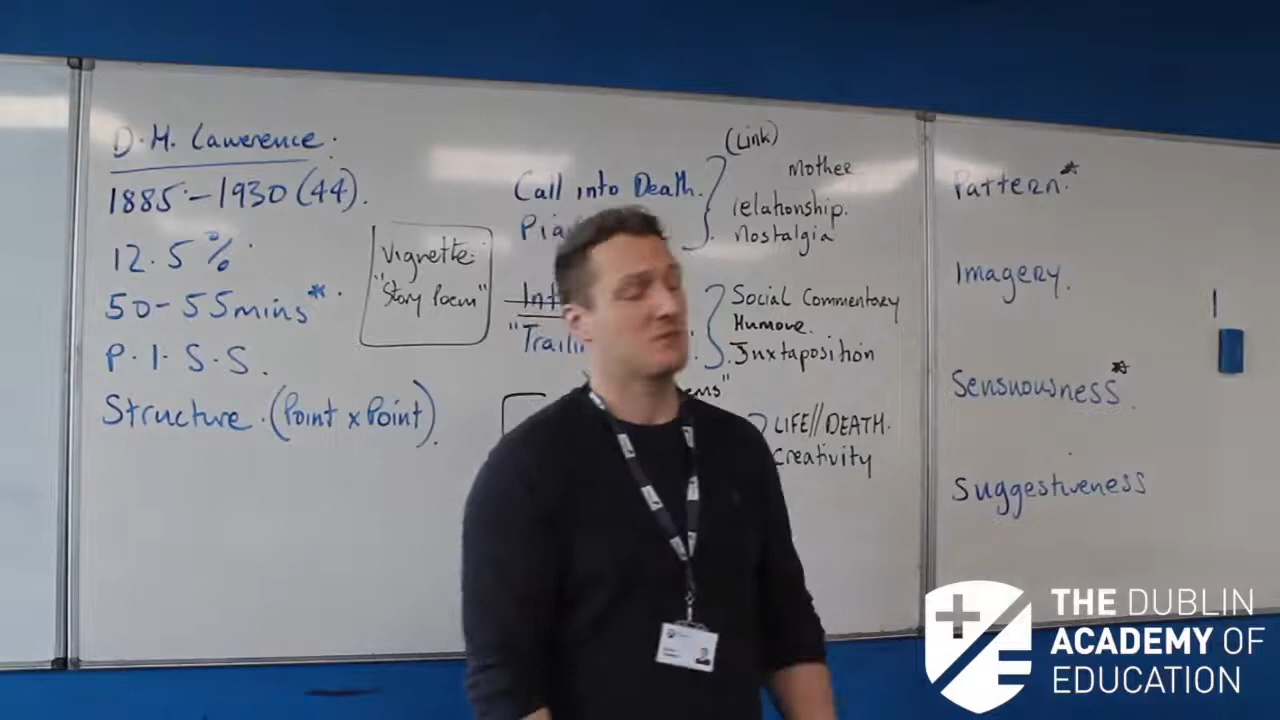 D.H. Lawerence.
1885-1930 (44).
12.5%
50-55mins*.
P.I.S.S.
Structure. (Point x Point).
Vignette:
"Story Poem"
(Link)
Call into Death.
Mother
relationship.
nostalgia
Social Commentary
Humour.
Juxtaposition
LIFE//DEATH.
Creativity
Pattern.*
Imagery.
Sensuousness*.
Suggestiveness
THE DUBLIN
ACADEMY OF
EDUCATION